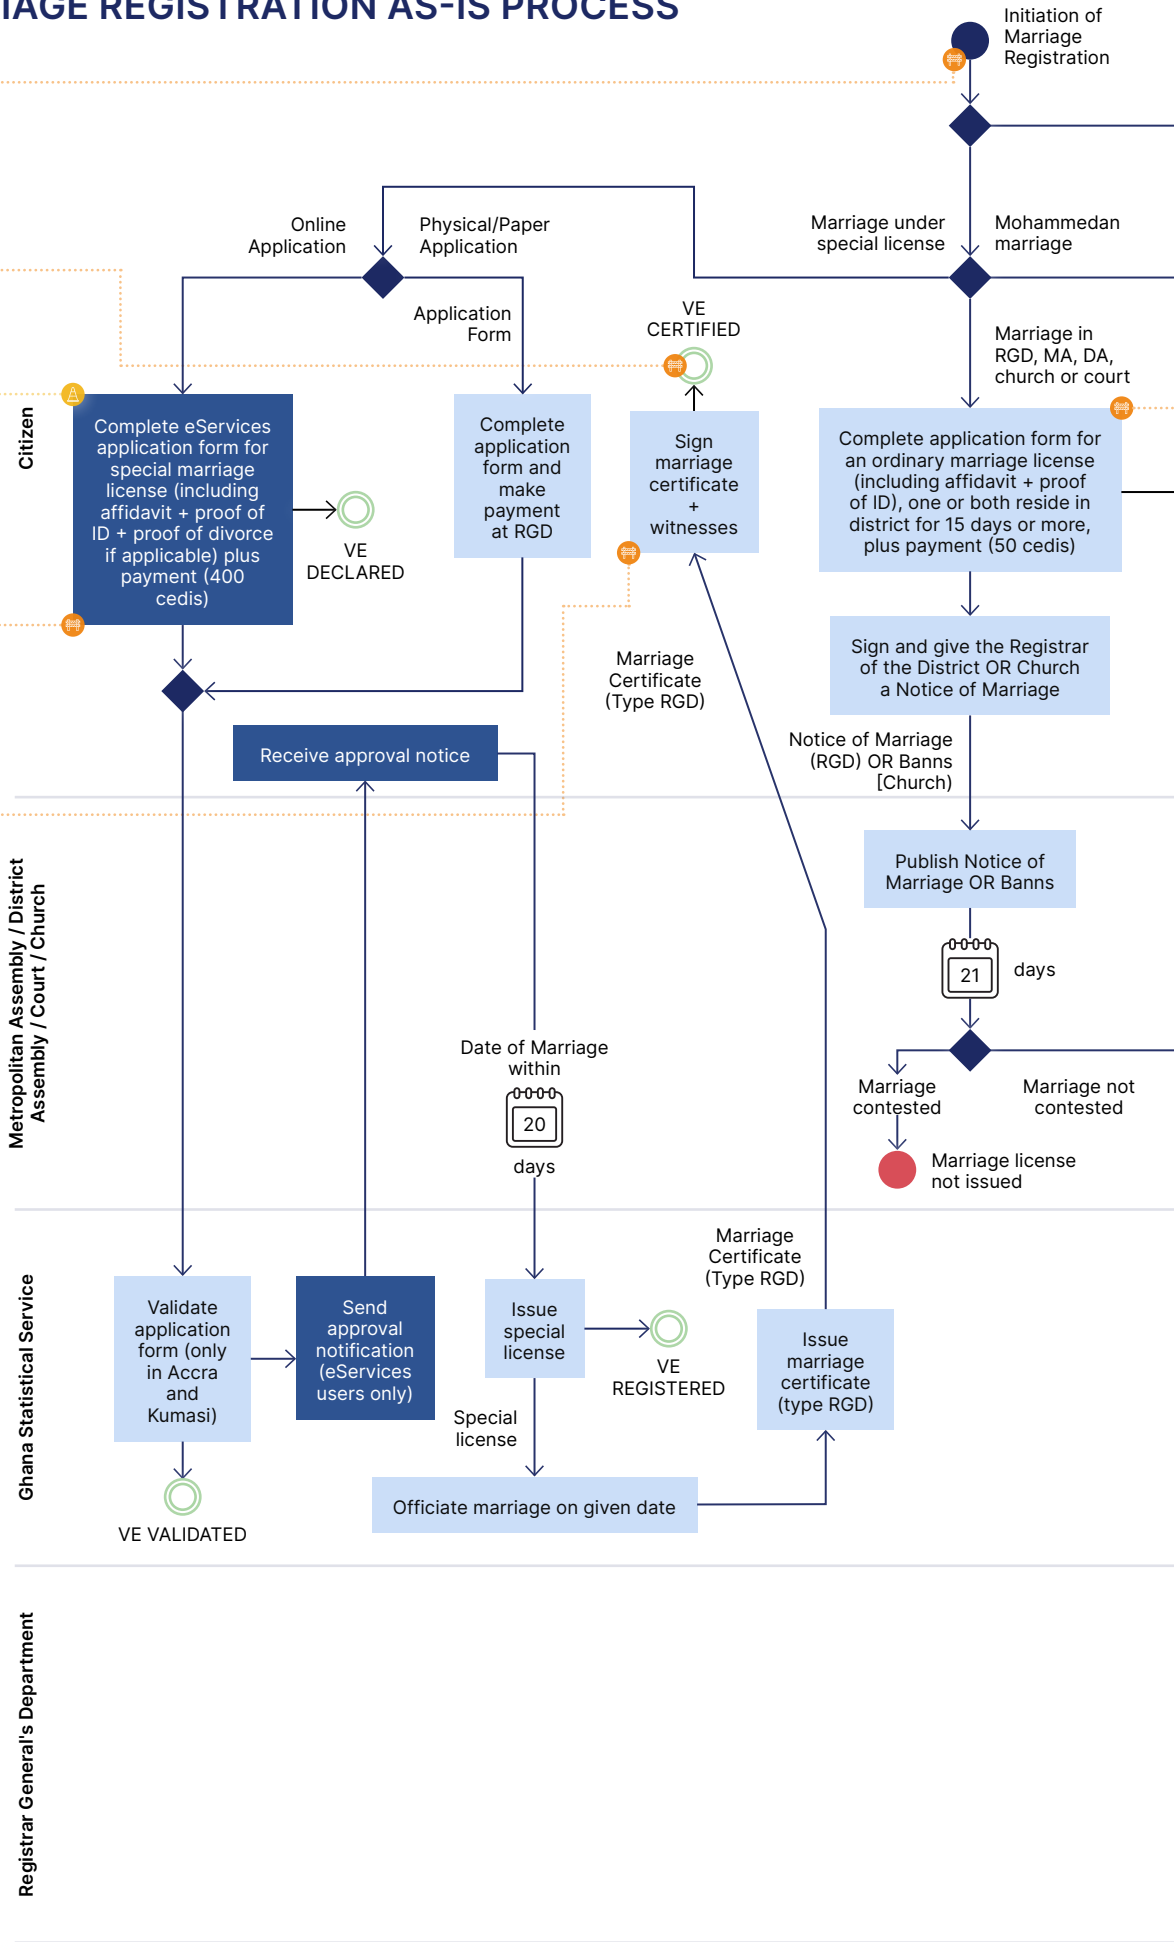 IAGE REGISTRATION AS-IS PROCESS
Initiation of
Marriage
Registration
Online
Application
Physical/Paper
Application
Marriage under
special license
Mohammedan
marriage
Application
Form
VE
CERTIFIED
Marriage in
RGD, MA, DA,
church or court
Citizen
Complete eServices
application form for
special marriage
license (including
affidavit + proof of
ID + proof of divorce
if applicable) plus
payment (400
cedis)
VE
DECLARED
Complete
application
form and
make
payment
at RGD
Sign
marriage
certificate
+
witnesses
Complete application form for
an ordinary marriage license
(including affidavit + proof
of ID), one or both reside in
district for 15 days or more,
plus payment (50 cedis)
Sign and give the Registrar
of the District OR Church
a Notice of Marriage
Marriage
Certificate
(Type RGD)
Receive approval notice
Notice of Marriage
(RGD) OR Banns
[Church)
Metropolitan Assembly / District
Assembly / Court / Church
Publish Notice of
Marriage OR Banns
21
days
Date of Marriage
within
20
days
Marriage
contested
Marriage not
contested
Marriage license
not issued
Ghana Statistical Service
Validate
application
form (only
in Accra
and
Kumasi)
Send
approval
notification
(eServices
users only)
Issue
special
license
VE
REGISTERED
Marriage
Certificate
(Type RGD)
Issue
marriage
certificate
(type RGD)
Special
license
Officiate marriage on given date
VE VALIDATED
Registrar General's Department